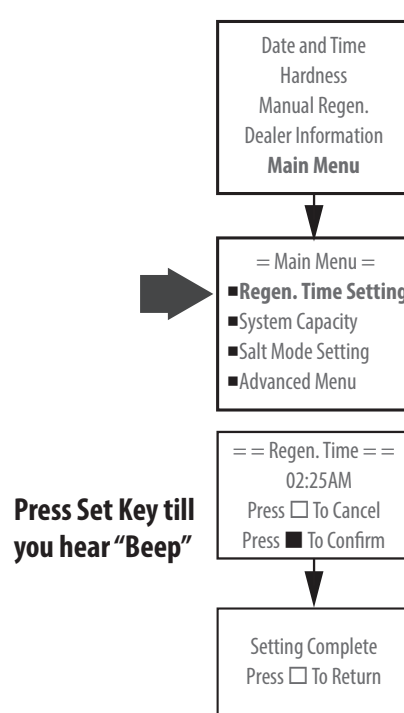 Date and Time
Hardness
Manual Regen.
Dealer Information
Main Menu
= Main Menu =
■Regen. Time Setting
■System Capacity
■Salt Mode Setting
■Advanced Menu
Press Set Key till
you hear “Beep”
= = Regen. Time = =
02:25AM
Press □ To Cancel
Press ■ To Confirm
Setting Complete
Press □ To Return